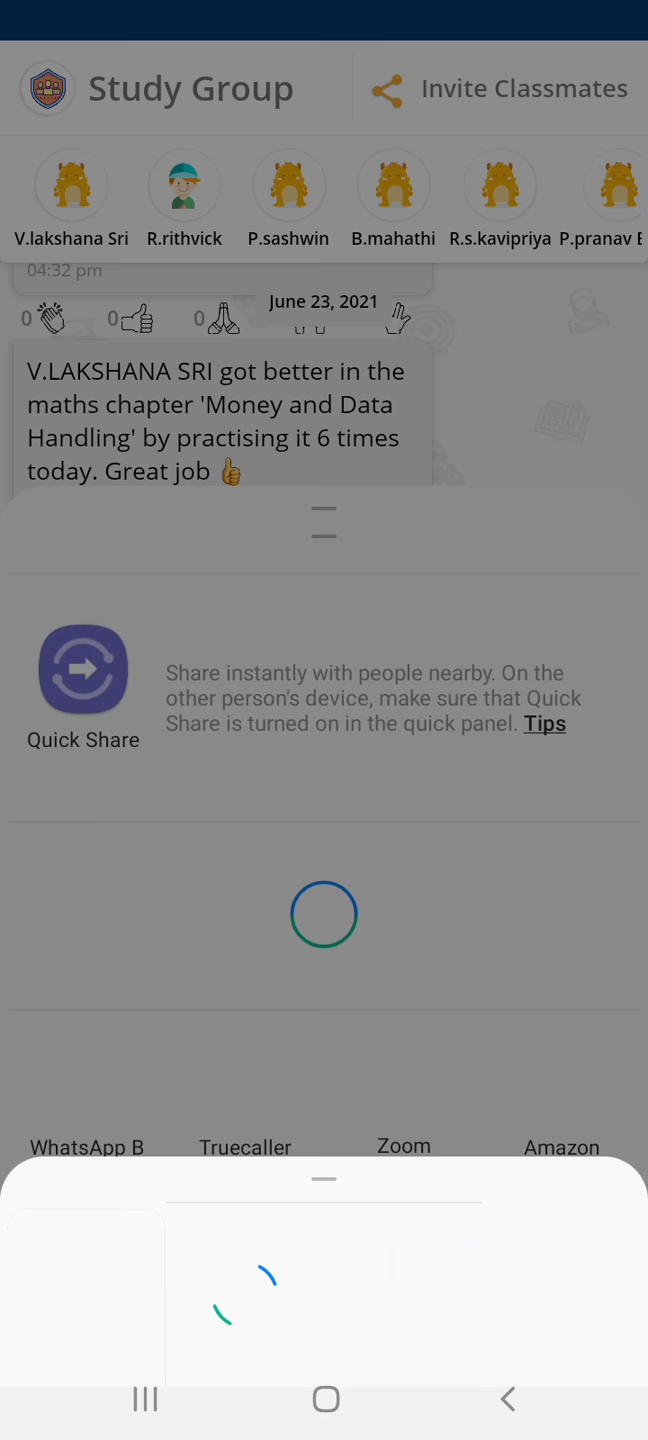 Study Group
Invite Classmates
V.lakshana Sri
R.rithvick
P.sashwin
B.mahathi
R.s.kavipriya
P.pranav
04:32 pm
June 23, 2021
0
0
0
V.LAKSHANA SRI got better in the
maths chapter 'Money and Data
Handling' by practising it 6 times
today. Great job 👍
Share instantly with people nearby. On the
other person's device, make sure that Quick
Share is turned on in the quick panel. Tips
Quick Share
WhatsApp B
Truecaller
Zoom
Amazon